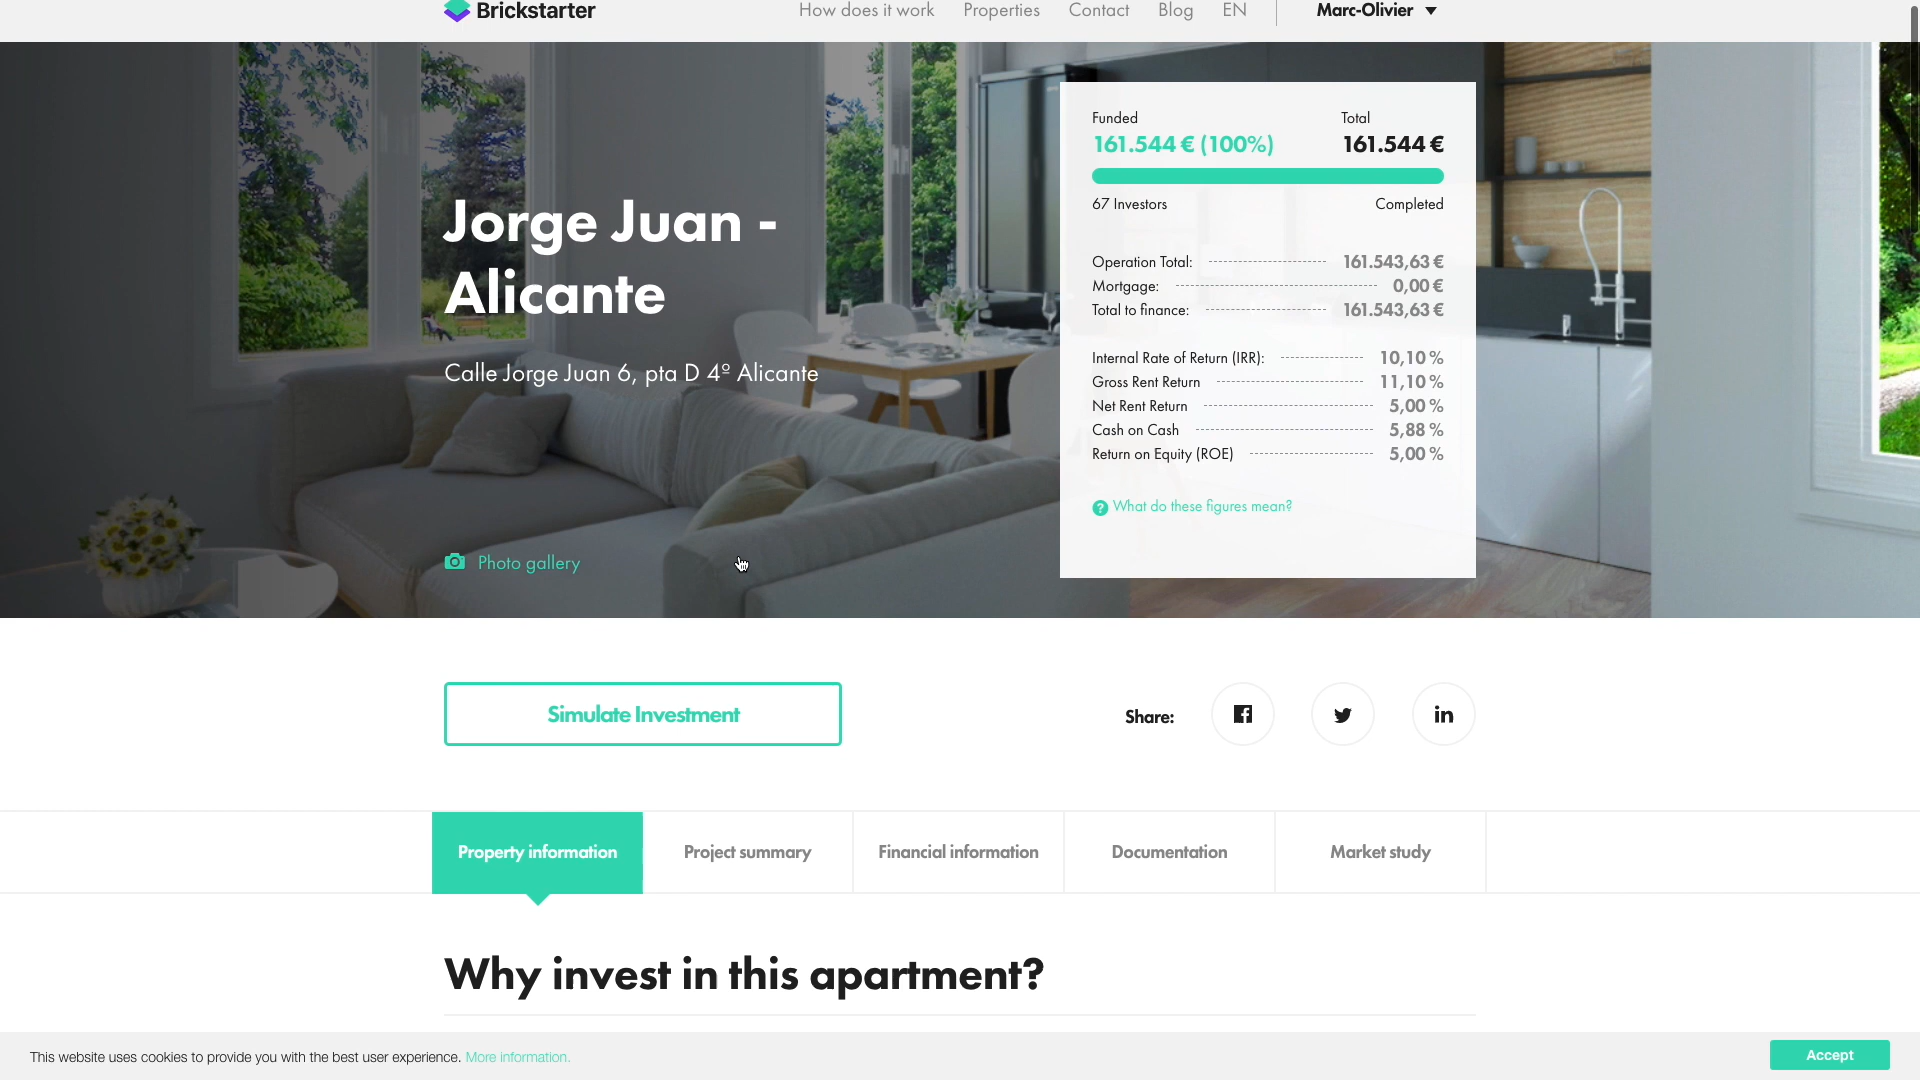 Brickstarter
How does it work
Properties
Contact
Blog
EN
Marc-Olivier
Jorge Juan -
Alicante
Calle Jorge Juan 6, pta D 4º Alicante
Photo gallery
Funded
Total
161.544 € (100%)
161.544 €
67 Investors
Completed
Operation Total: 161.543,63 €
Mortgage: 0,00 €
Total to finance: 161.543,63 €
Internal Rate of Return (IRR): 10,10 %
Gross Rent Return 11,10 %
Net Rent Return 5,00 %
Cash on Cash 5,88 %
Return on Equity (ROE) 5,00 %
? What do these figures mean?
Simulate Investment
Share:
Property information
Project summary
Financial information
Documentation
Market study
Why invest in this apartment?
This website uses cookies to provide you with the best user experience. More information.
Accept